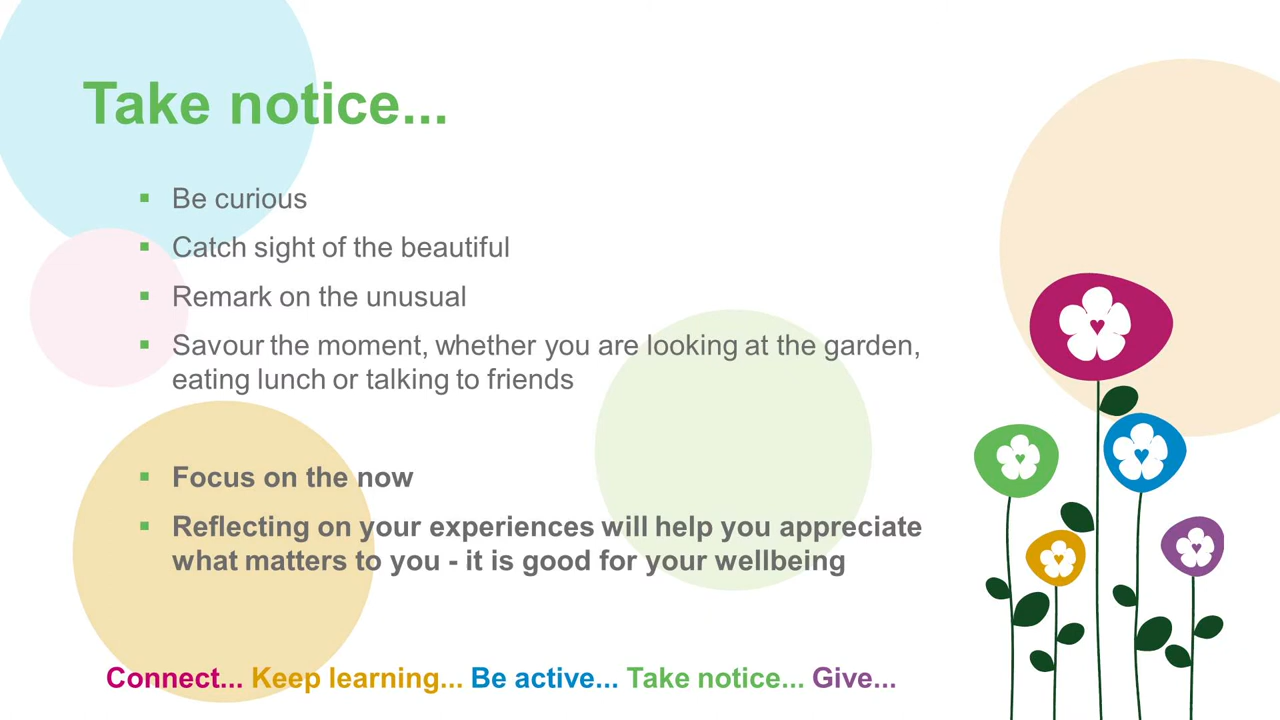 Take notice...
▪ Be curious
▪ Catch sight of the beautiful
▪ Remark on the unusual
▪ Savour the moment, whether you are looking at the garden,
eating lunch or talking to friends
▪ Focus on the now
▪ Reflecting on your experiences will help you appreciate
what matters to you - it is good for your wellbeing
Connect... Keep learning... Be active... Take notice... Give...